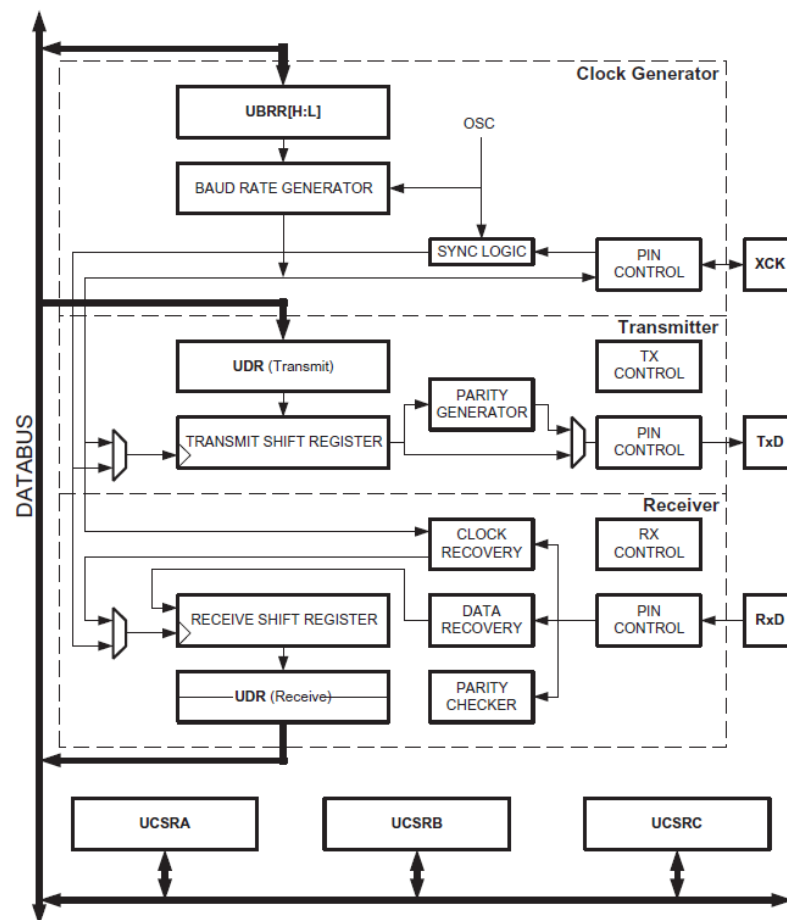 Clock Generator
UBRR[H:L]
OSC
BAUD RATE GENERATOR
SYNC LOGIC
PIN
CONTROL
XCK
Transmitter
UDR (Transmit)
TX
CONTROL
PARITY
GENERATOR
TRANSMIT SHIFT REGISTER
PIN
CONTROL
TxD
DATABUS
Receiver
CLOCK
RECOVERY
RX
CONTROL
RECEIVE SHIFT REGISTER
DATA
RECOVERY
PIN
CONTROL
RxD
UDR (Receive)
PARITY
CHECKER
UCSRA
UCSRB
UCSRC